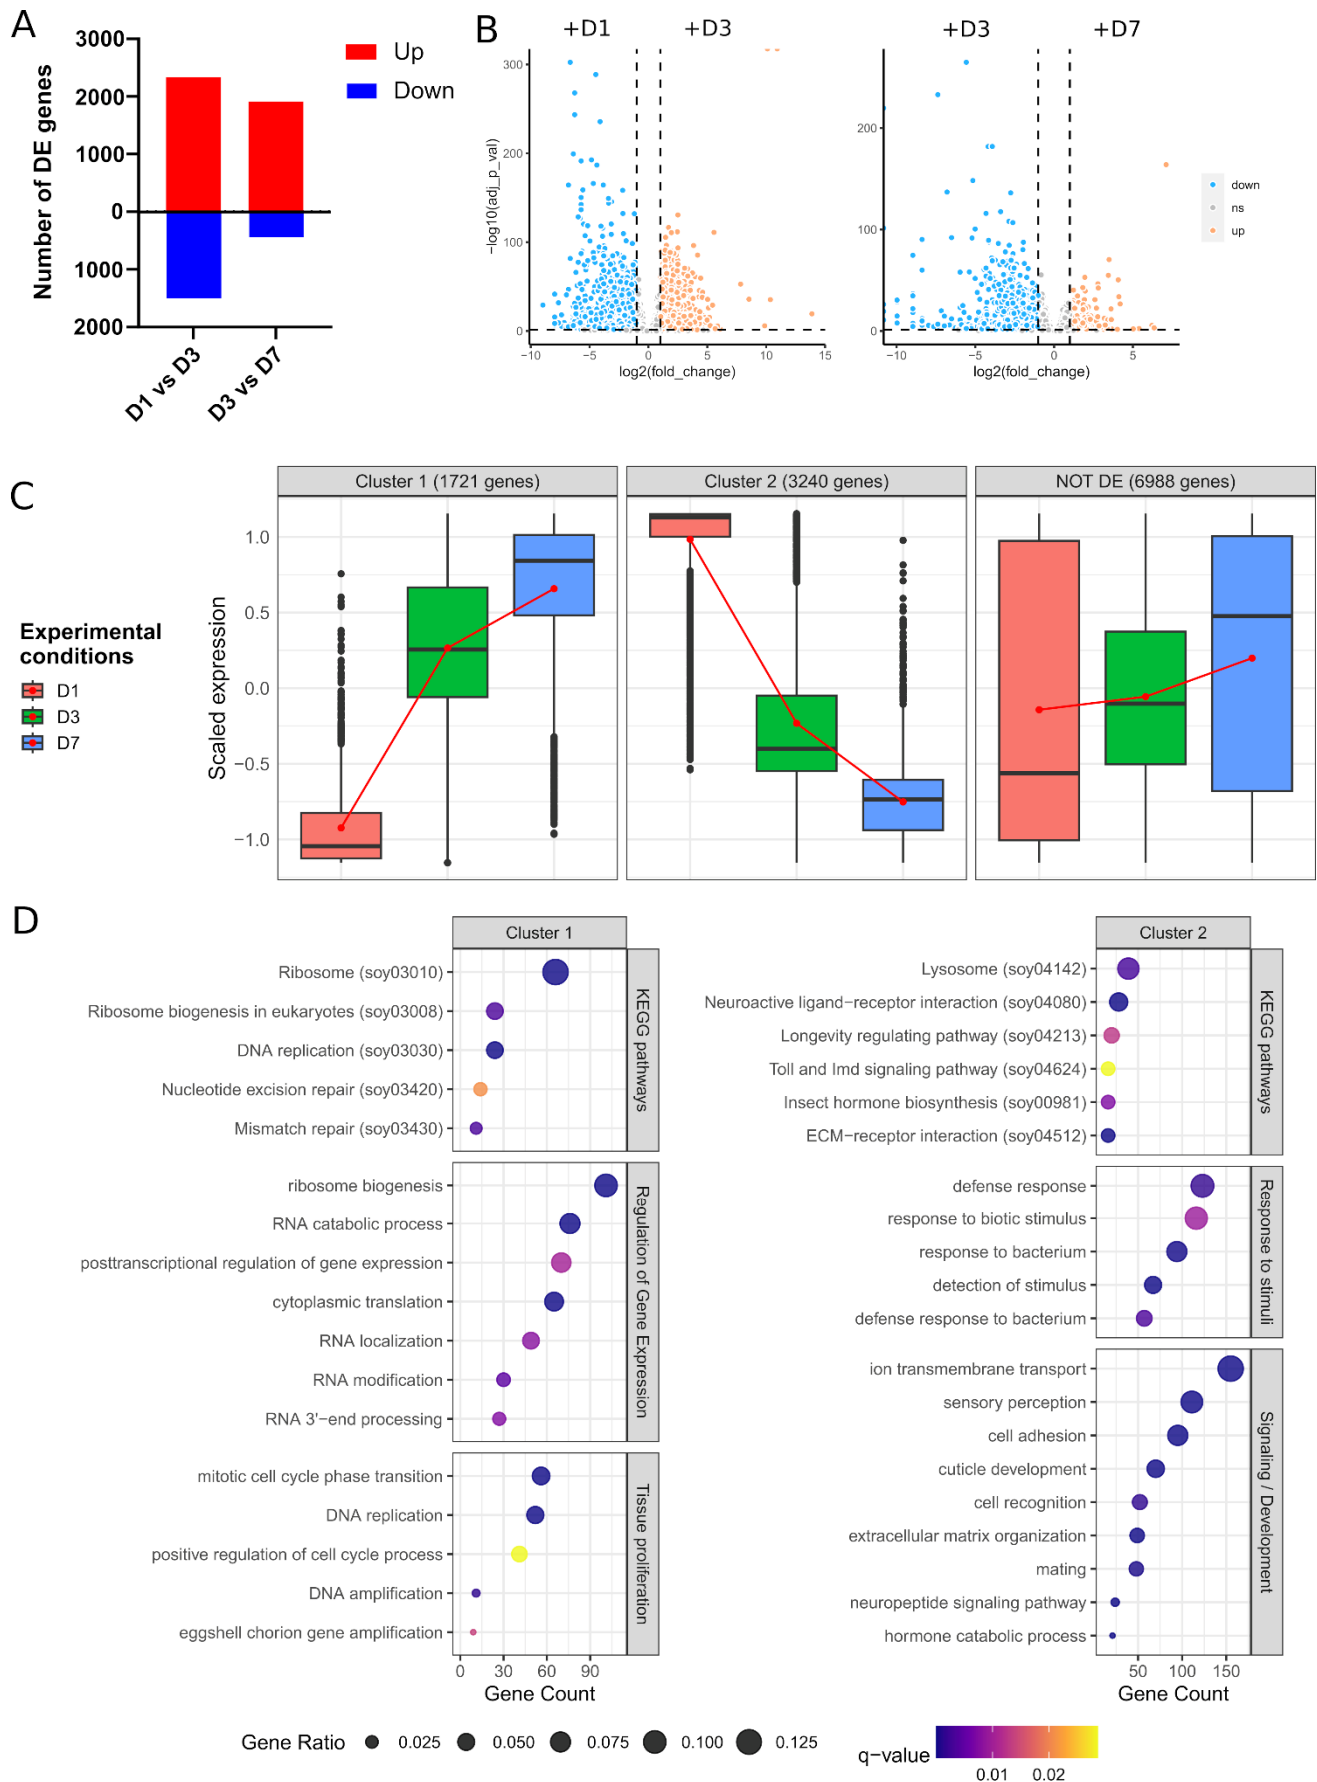 A
3000
2000
1000
0
1000
2000
Number of DE genes
D1 vs D3
D3 vs D7
Up
Down
B
+D1
+D3
300
200
100
0
−log10(adj_p_val)
−10
−5
0
5
10
15
log2(fold_change)
+D3
+D7
200
100
0
−10
−5
0
5
log2(fold_change)
down
ns
up
C
Experimental
conditions
D1
D3
D7
Scaled expression
1.0
0.5
0.0
−0.5
−1.0
Cluster 1 (1721 genes)
Cluster 2 (3240 genes)
NOT DE (6988 genes)
D
Cluster 1
Ribosome (soy03010)
Ribosome biogenesis in eukaryotes (soy03008)
DNA replication (soy03030)
Nucleotide excision repair (soy03420)
Mismatch repair (soy03430)
KEGG pathways
ribosome biogenesis
RNA catabolic process
posttranscriptional regulation of gene expression
cytoplasmic translation
RNA localization
RNA modification
RNA 3'−end processing
Regulation of Gene Expression
mitotic cell cycle phase transition
DNA replication
positive regulation of cell cycle process
DNA amplification
eggshell chorion gene amplification
Tissue proliferation
0
30
60
90
Gene Count
Cluster 2
Lysosome (soy04142)
Neuroactive ligand−receptor interaction (soy04080)
Longevity regulating pathway (soy04213)
Toll and Imd signaling pathway (soy04624)
Insect hormone biosynthesis (soy00981)
ECM−receptor interaction (soy04512)
KEGG pathways
defense response
response to biotic stimulus
response to bacterium
detection of stimulus
defense response to bacterium
Response to stimuli
ion transmembrane transport
sensory perception
cell adhesion
cuticle development
cell recognition
extracellular matrix organization
mating
neuropeptide signaling pathway
hormone catabolic process
Signaling / Development
50
100
150
Gene Count
Gene Ratio
0.025
0.050
0.075
0.100
0.125
q−value
0.01
0.02